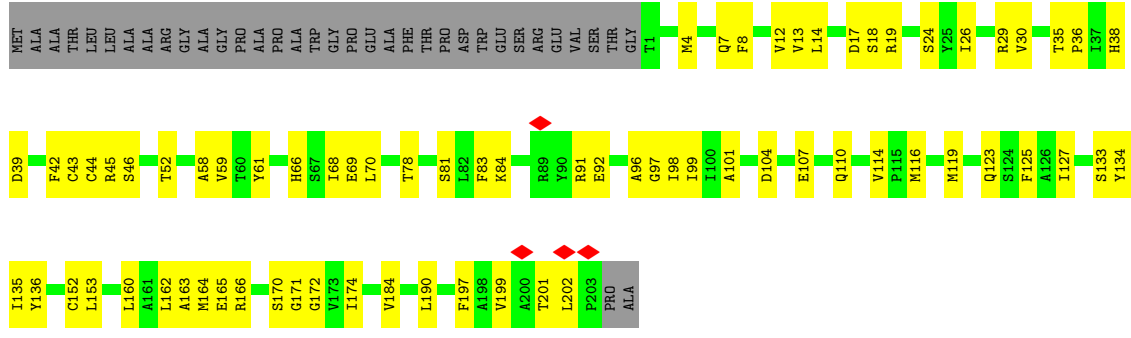 MET ALA ALA THR LEU LEU ALA ALA ARG GLY ALA GLY PRO ALA PRO ALA TRP GLY PRO GLU ALA PHE THR PRO ASP TRP GLU SER ARG GLU VAL SER THR GLY T1 M4 Q7 F8 V12 V13 L14 D17 S18 R19 S24 Y25 I26 R29 V30 T35 P36 I37 H38
D39 F42 C43 C44 R45 S46 T52 A58 V59 T60 Y61 H66 S67 I68 E69 L70 T78 S81 L82 F83 K84 R89 Y90 R91 E92 A96 G97 I98 I99 I100 A101 D104 E107 Q110 V114 P115 M116 M119 Q123 S124 F125 A126 I127 S133 Y134
I135 Y136 C152 L153 L160 A161 L162 A163 M164 E165 R166 S170 G171 G172 V173 I174 V184 L190 F197 A198 V199 A200 T201 L202 P203 PRO ALA